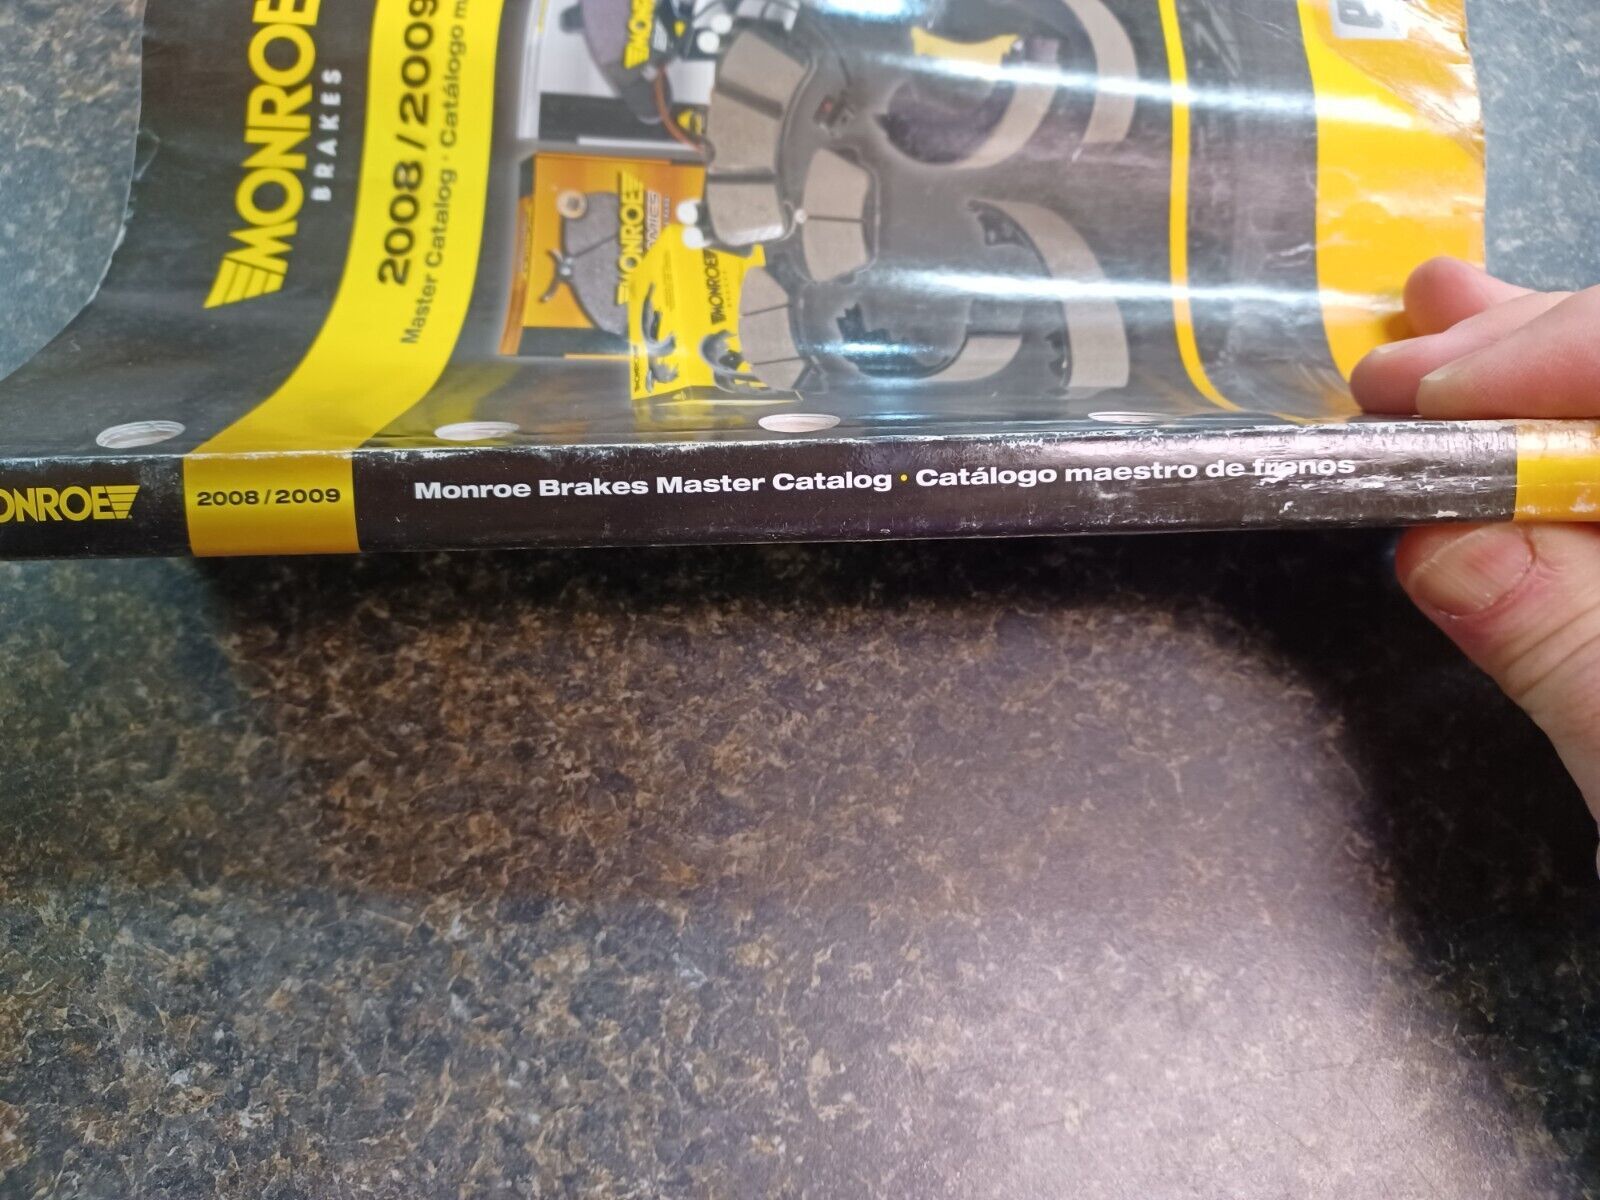 MONROE
BRAKES
2008/2009
Master Catalog · Catálogo
MONROE
MONROE
MONROE
2008/2009
Monroe Brakes Master Catalog · Catálogo maestro de frenos